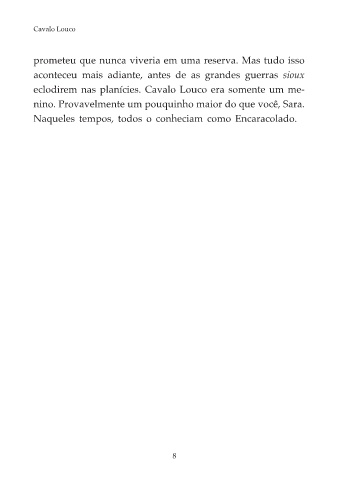 Cavalo Louco
prometeu que nunca viveria em uma reserva. Mas tudo isso
aconteceu mais adiante, antes de as grandes guerras sioux
eclodirem nas planícies. Cavalo Louco era somente um me-
nino. Provavelmente um pouquinho maior do que você, Sara.
Naqueles tempos, todos o conheciam como Encaracolado.
8